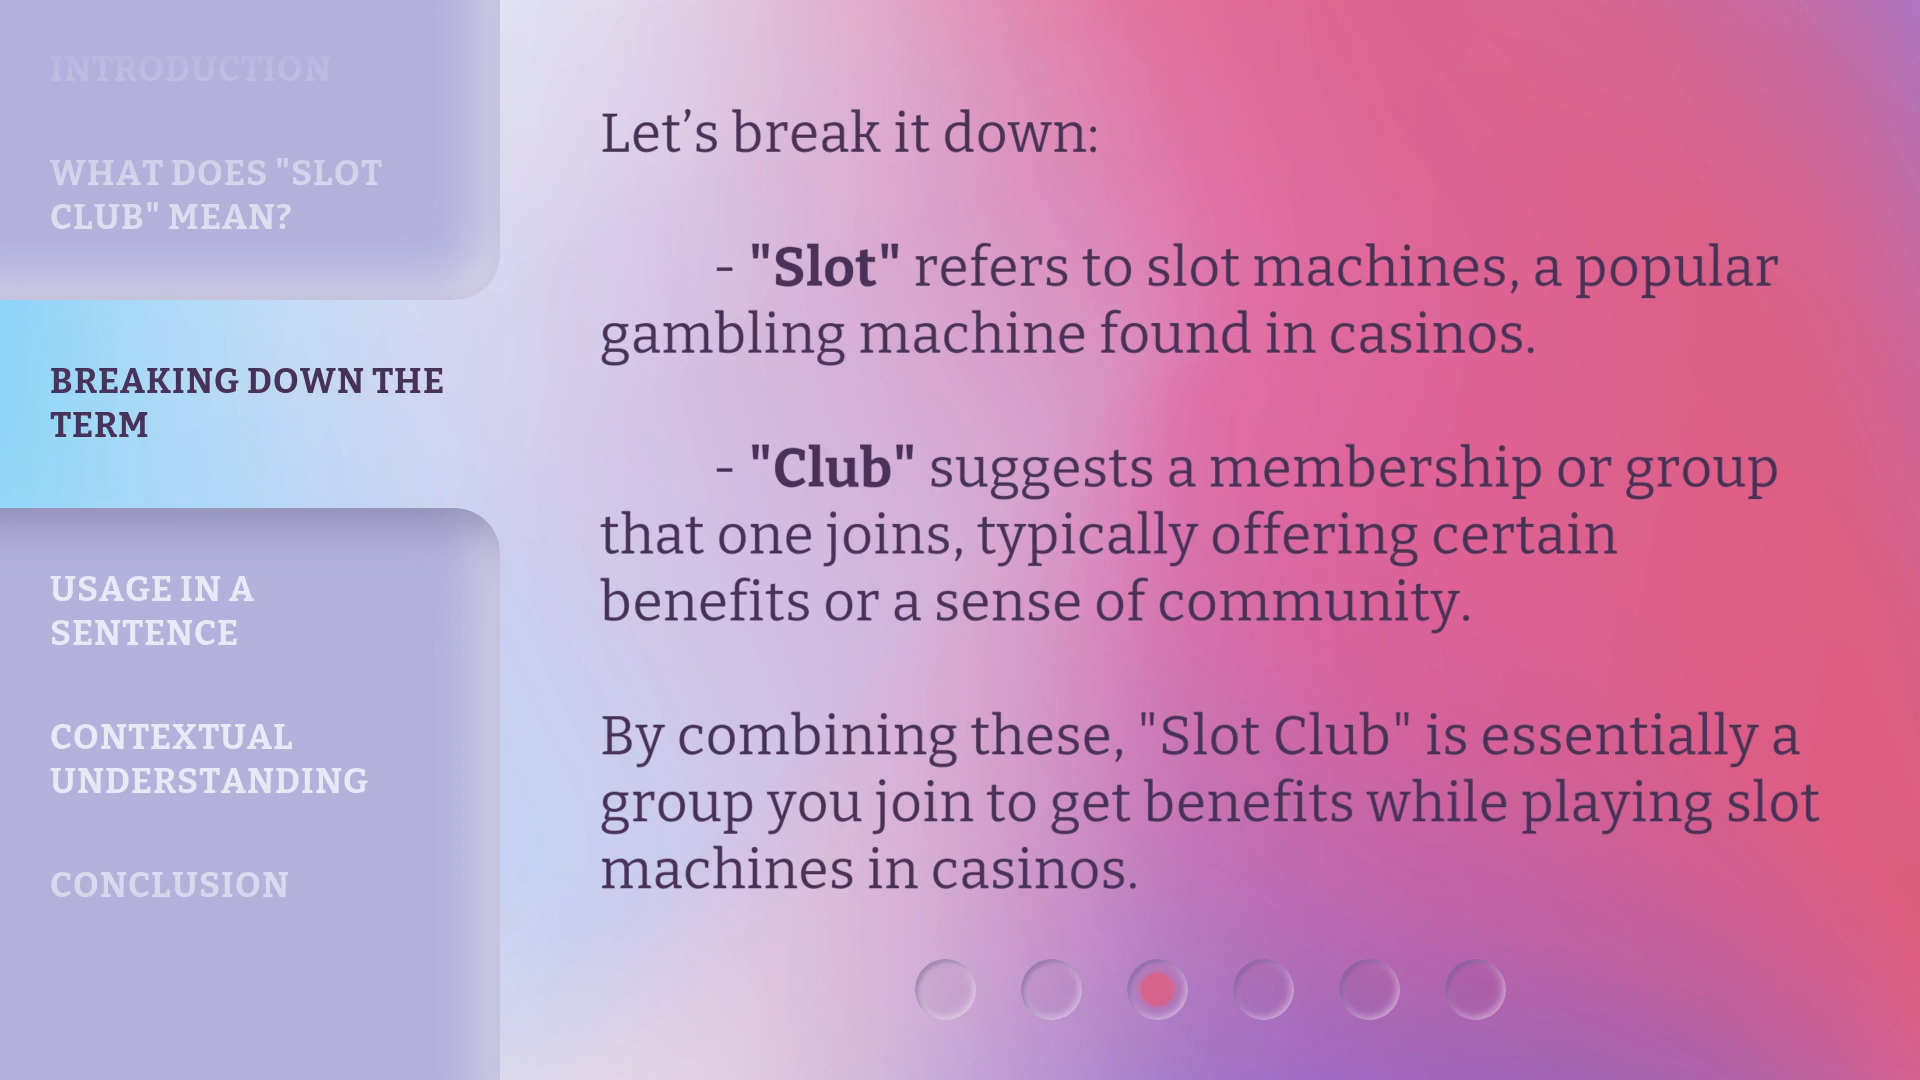 INTRODUCTION
WHAT DOES "SLOT
CLUB" MEAN?
BREAKING DOWN THE
TERM
USAGE IN A
SENTENCE
CONTEXTUAL
UNDERSTANDING
CONCLUSION
Let’s break it down:
- "Slot" refers to slot machines, a popular
gambling machine found in casinos.
- "Club" suggests a membership or group
that one joins, typically offering certain
benefits or a sense of community.
By combining these, "Slot Club" is essentially a
group you join to get benefits while playing slot
machines in casinos.